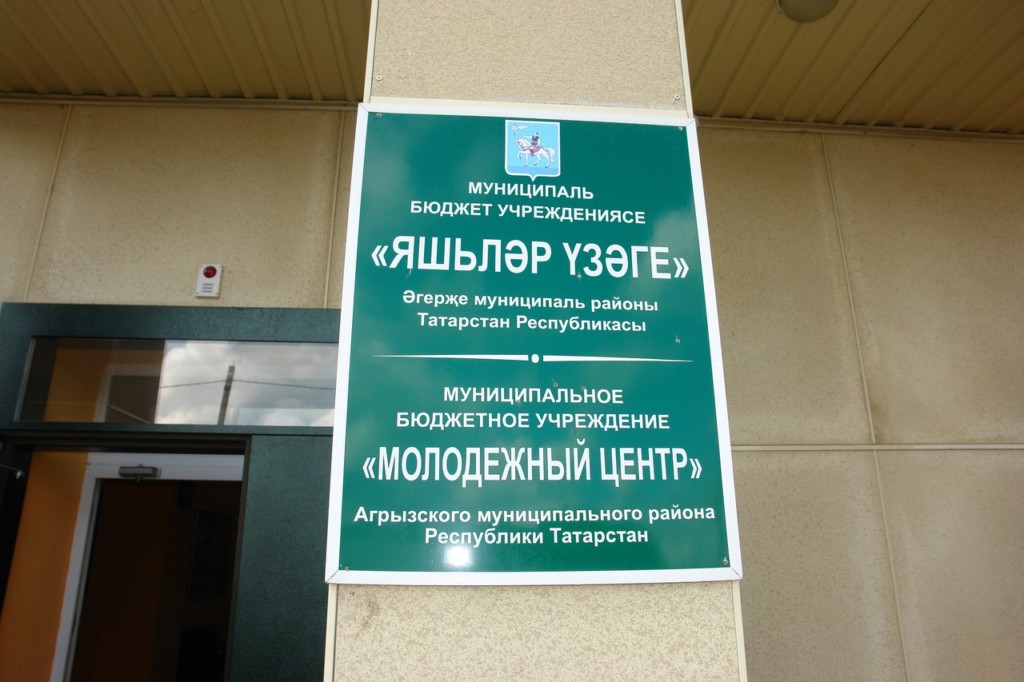 МУНИЦИПАЛЬ
БЮДЖЕТ УЧРЕЖДЕНИЯСЕ
«ЯШЬЛӘР ҮЗӘГЕ»
Әгерҗе муниципаль районы
Татарстан Республикасы
МУНИЦИПАЛЬНОЕ
БЮДЖЕТНОЕ УЧРЕЖДЕНИЕ
«МОЛОДЕЖНЫЙ ЦЕНТР»
Агрызского муниципального района
Республики Татарстан